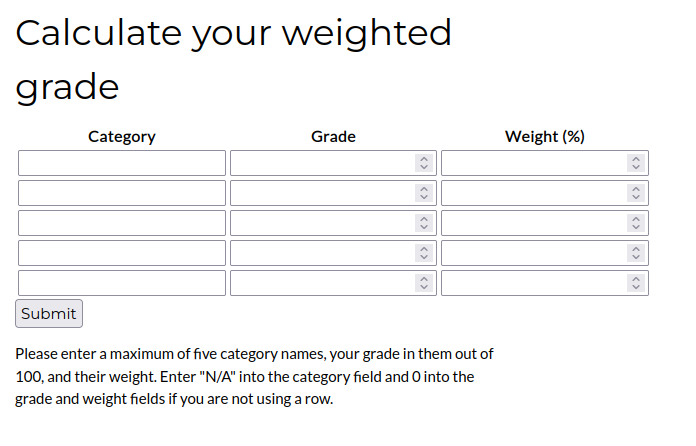 Calculate your weighted
grade
Category Grade Weight (%)
Submit
Please enter a maximum of five category names, your grade in them out of
100, and their weight. Enter "N/A" into the category field and 0 into the
grade and weight fields if you are not using a row.